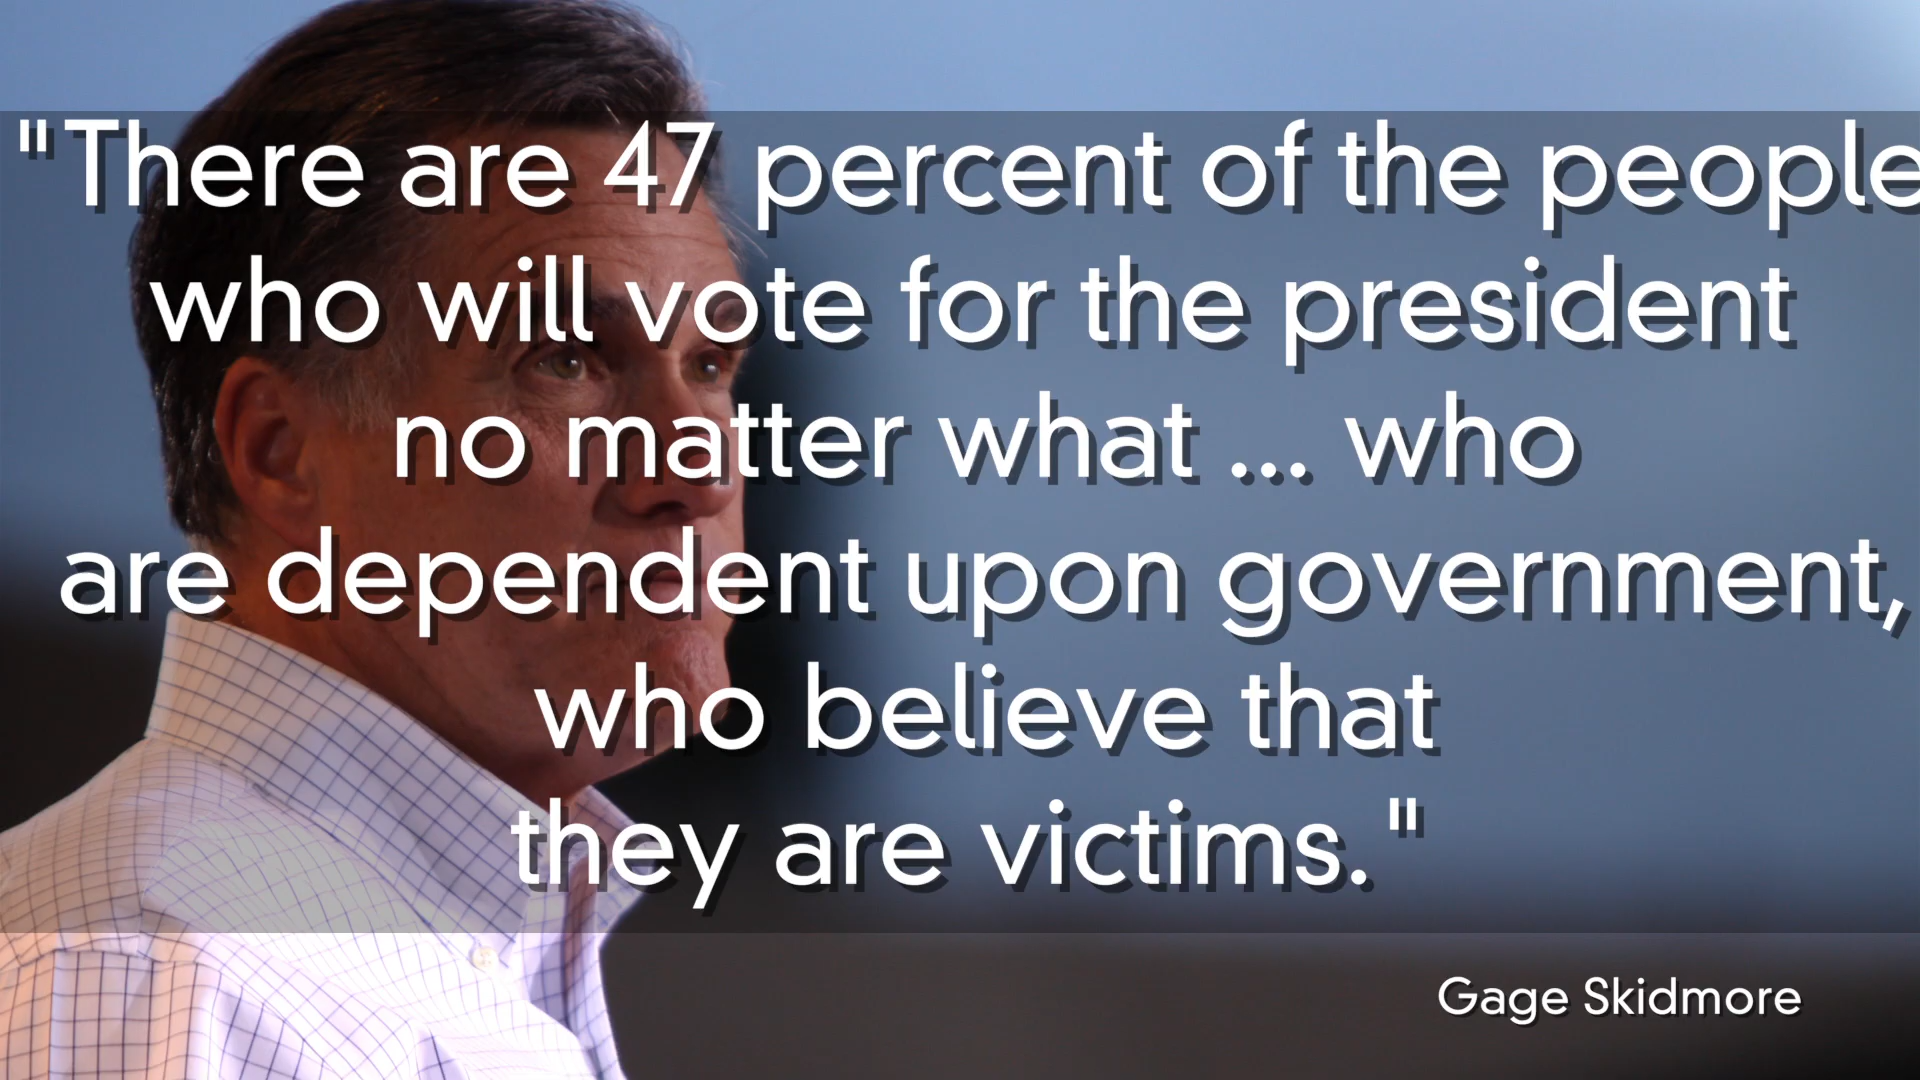 "There are 47 percent of the people
who will vote for the president
no matter what ... who
are dependent upon government,
who believe that
they are victims. "
Gage Skidmore